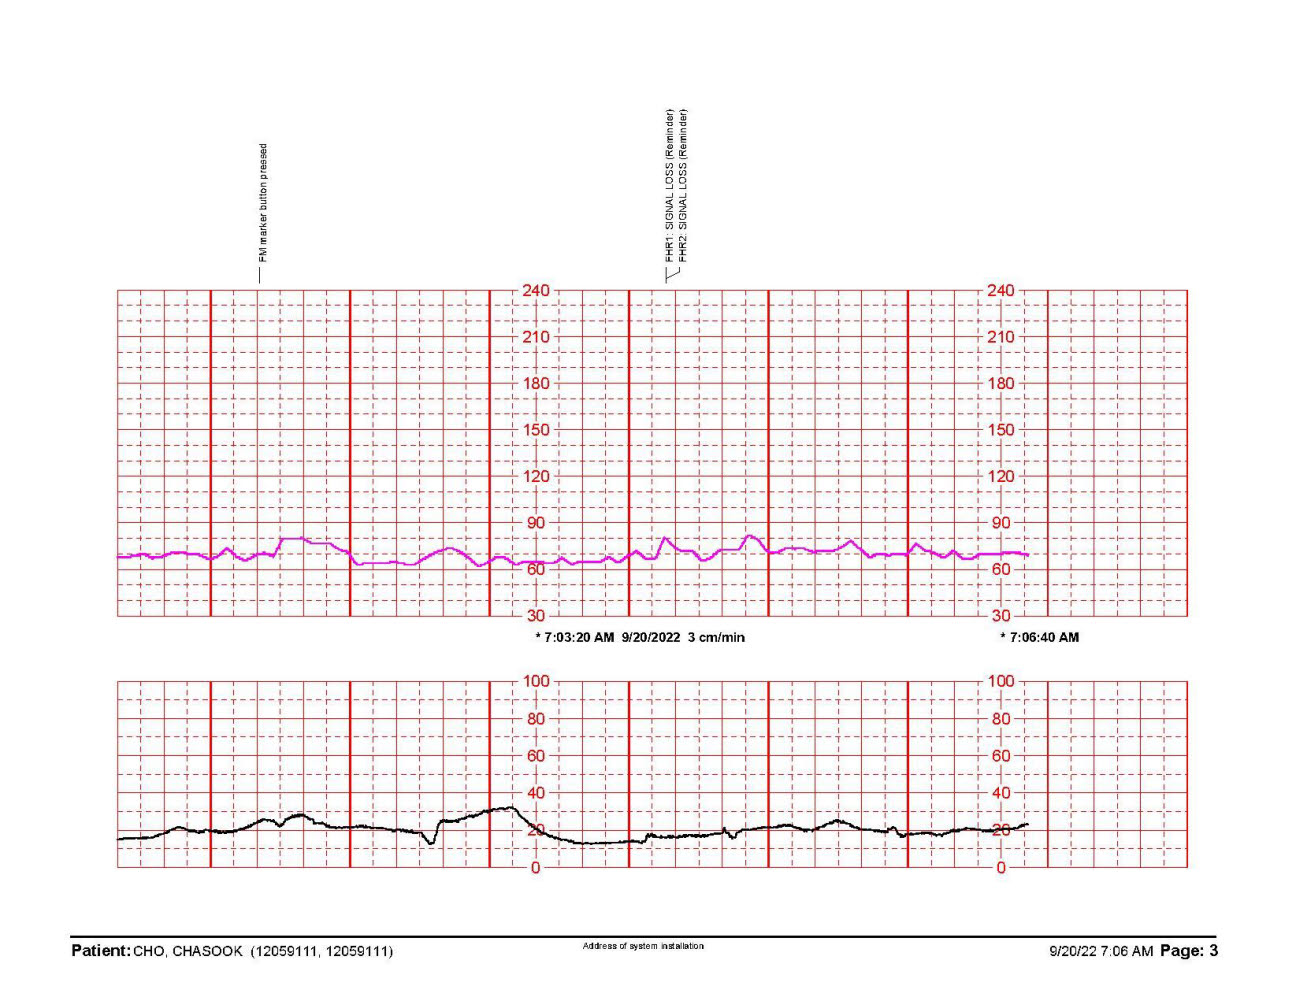 FM marker button pressed
FHR1: SIGNAL LOSS (Reminder)
FHR2: SIGNAL LOSS (Reminder)
240 240
210 210
180 180
150 150
120 120
90 90
60 60
30 30
* 7:03:20 AM 9/20/2022 3 cm/min * 7:06:40 AM
100 100
80 80
60 60
40 40
20 20
0 0
Patient: CHO, CHASOOK (12059111, 12059111) Address of system installation 9/20/22 7:06 AM Page: 3